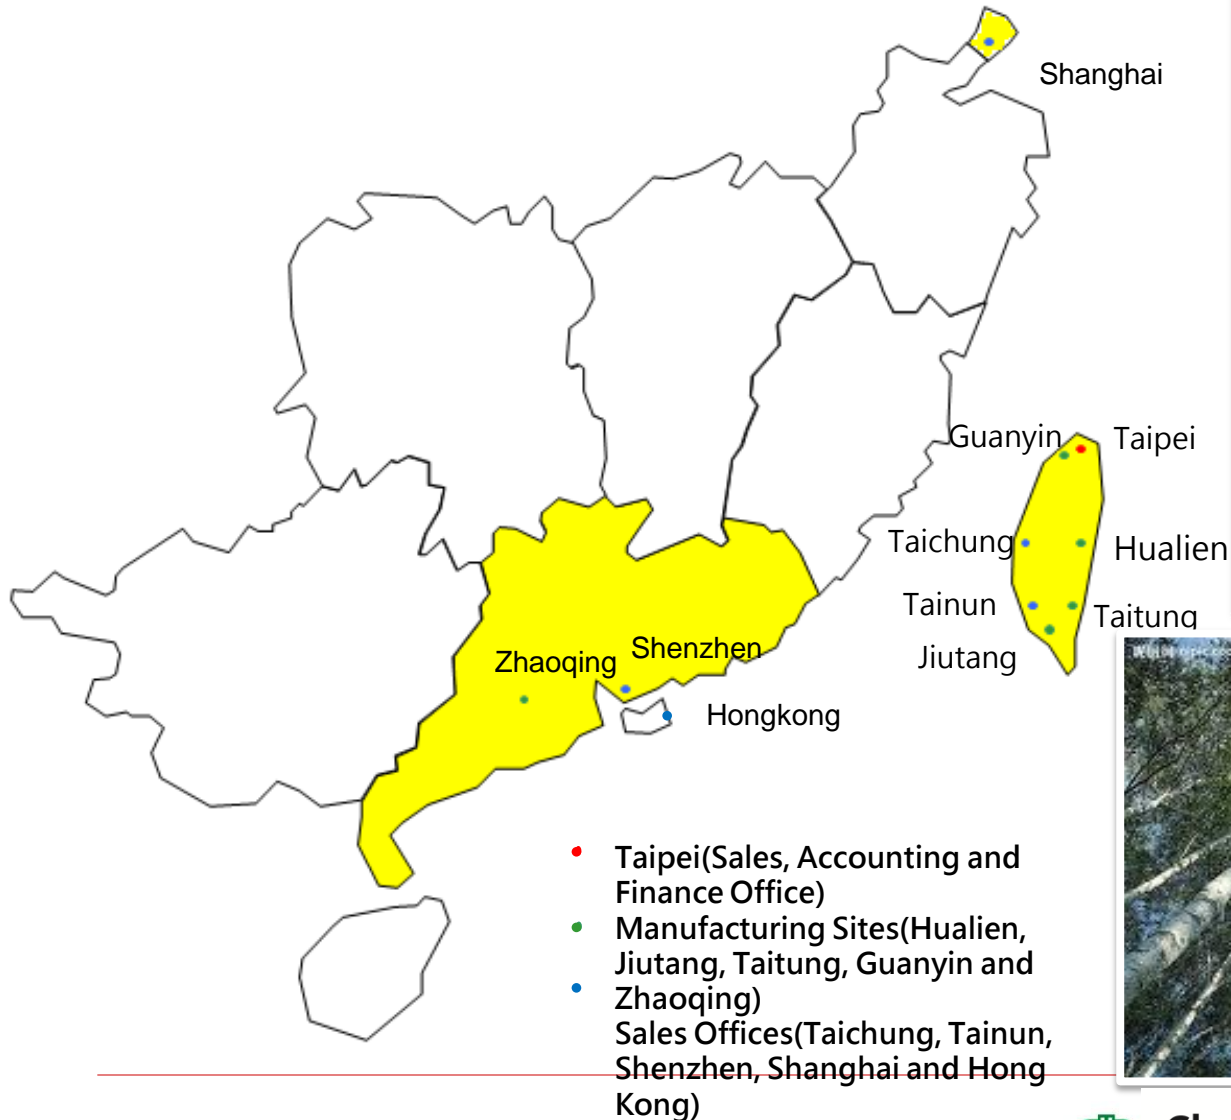 Shanghai
Guanyin
Taipei
Taichung
Hualien
Tainun
Taitung
Jiutang
Zhaoqing
Shenzhen
Hongkong
Taipei(Sales, Accounting and
Finance Office)
Manufacturing Sites(Hualien,
Jiutang, Taitung, Guanyin and
Zhaoqing)
Sales Offices(Taichung, Tainun,
Shenzhen, Shanghai and Hong
Kong)